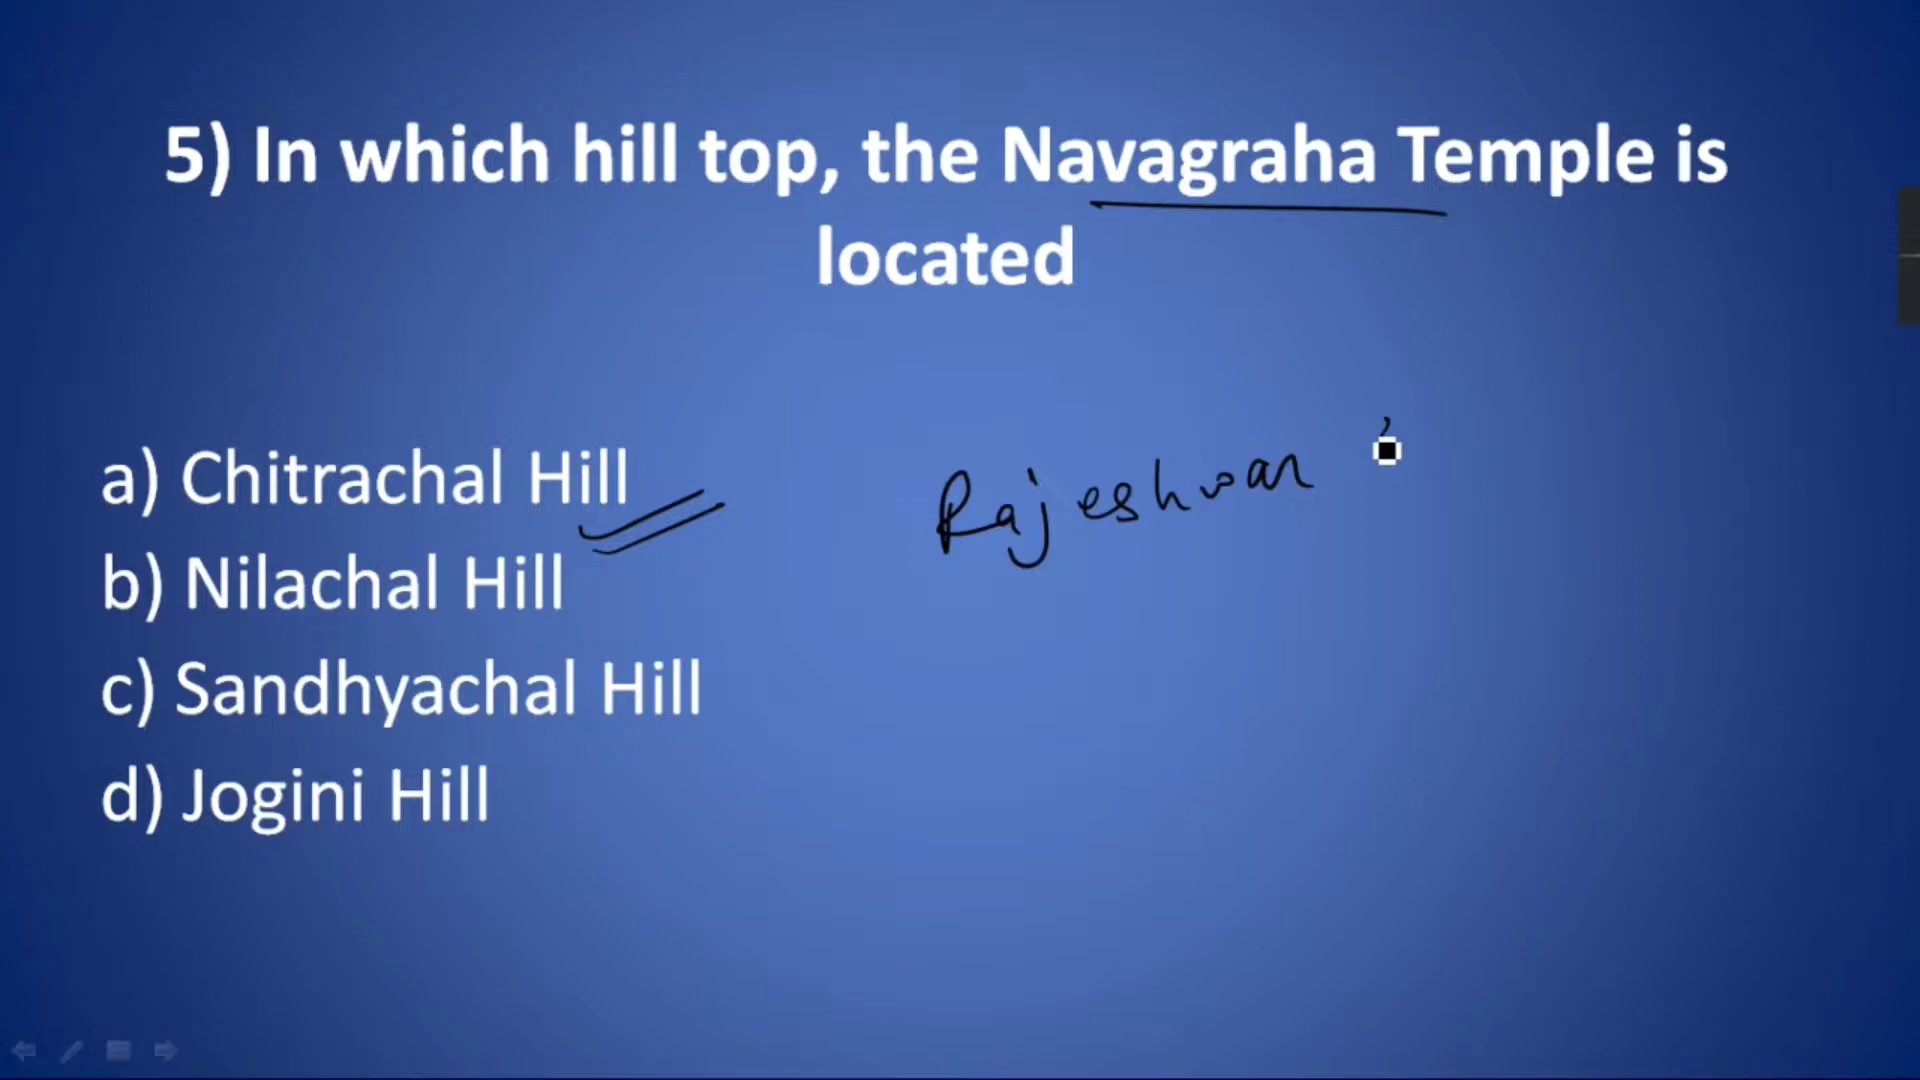 5) In which hill top, the Navagraha Temple is
located
a) Chitrachal Hill
Rajeshwar
b) Nilachal Hill
c) Sandhyachal Hill
d) Jogini Hill